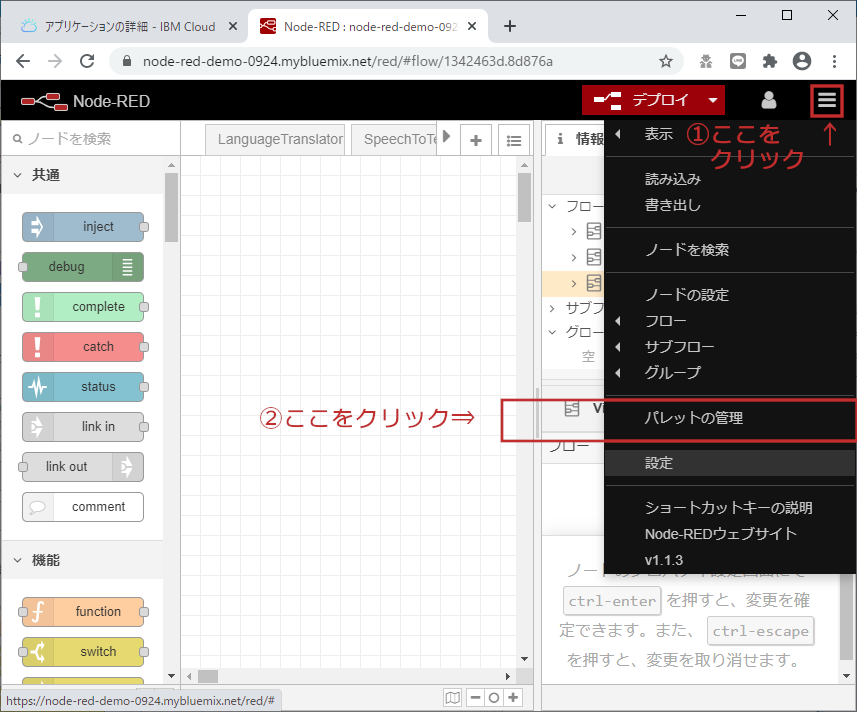 アプリケーションの詳細 - IBM Cloud
Node-RED : node-red-demo-092
node-red-demo-0924.mybluemix.net/red/#flow/1342463d.8d876a
Node-RED
デプロイ
ノードを検索
LanguageTranslator
SpeechToTe
情報
表示
①ここを
クリック
共通
読み込み
書き出し
フロー
inject
debug
ノードを検索
complete
ノードの設定
サブフ
フロー
catch
グロー
サブフロー
空
グループ
status
②ここをクリック⇒
Vi
パレットの管理
link in
フロー
link out
設定
comment
ショートカットキーの説明
Node-REDウェブサイト
機能
v1.1.3
ctrl-enter を押すと、変更を確
定できます。また、 ctrl-escape
を押すと、変更を取り消せます。
function
switch
https://node-red-demo-0924.mybluemix.net/red/#